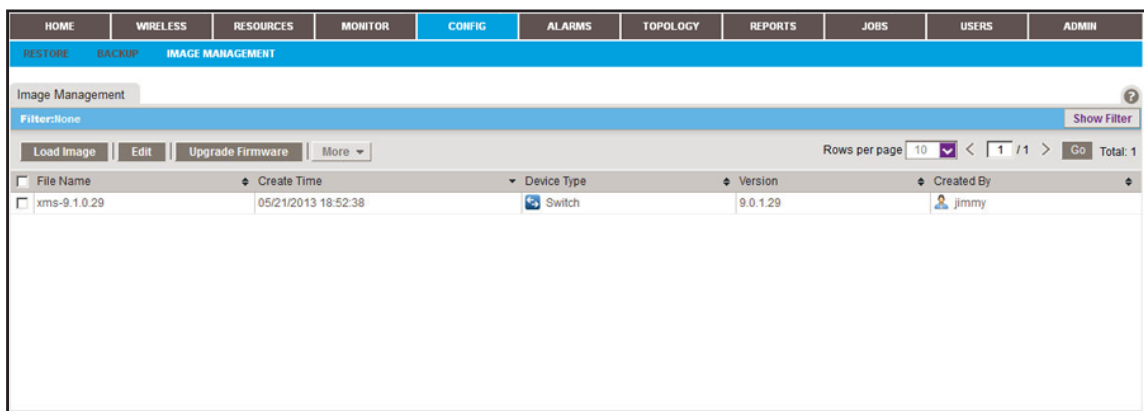 HOME WIRELESS RESOURCES MONITOR CONFIG ALARMS TOPOLOGY REPORTS JOBS USERS ADMIN
RESTORE BACKUP IMAGE MANAGEMENT
Image Management ?
Filter:None Show Filter
Load Image Edit Upgrade Firmware More Rows per page 10 < 1 /1 > Go Total: 1
File Name Create Time Device Type Version Created By
xms-9.1.0.29 05/21/2013 18:52:38 Switch 9.0.1.29 jimmy